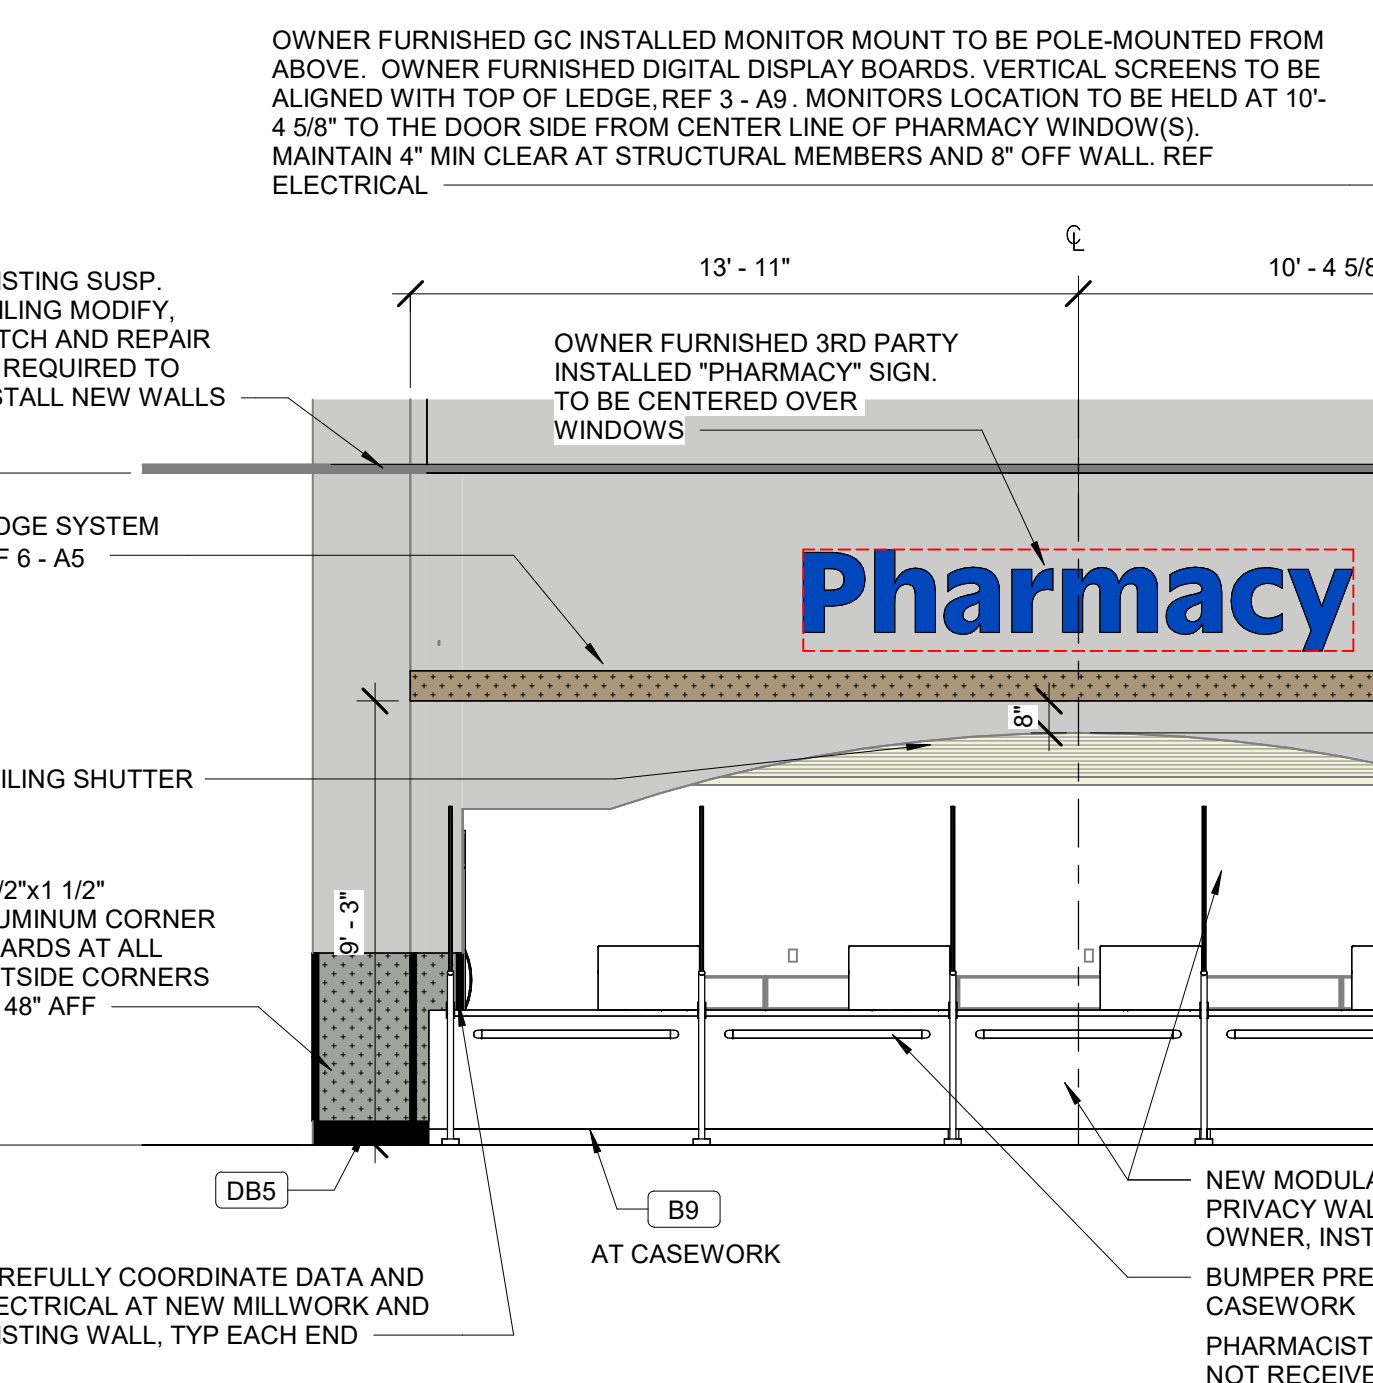 OWNER FURNISHED GC INSTALLED MONITOR MOUNT TO BE POLE-MOUNTED FROM
ABOVE.  OWNER FURNISHED DIGITAL DISPLAY BOARDS. VERTICAL SCREENS TO BE
ALIGNED WITH TOP OF LEDGE, REF 3 - A9 . MONITORS LOCATION TO BE HELD AT 10'-
4 5/8" TO THE DOOR SIDE FROM CENTER LINE OF PHARMACY WINDOW(S).
MAINTAIN 4" MIN CLEAR AT STRUCTURAL MEMBERS AND 8" OFF WALL. REF
ELECTRICAL
℄
13' - 11"
10' - 4 5/8
ISTING SUSP.
ILING MODIFY,
TCH AND REPAIR
REQUIRED TO
STALL NEW WALLS
OWNER FURNISHED 3RD PARTY
INSTALLED "PHARMACY" SIGN.
TO BE CENTERED OVER
WINDOWS
DGE SYSTEM
F 6 - A5
Pharmacy
8"
ILING SHUTTER
9' - 3"
/2"x1 1/2"
UMINUM CORNER
ARDS AT ALL
TSIDE CORNERS
48" AFF
DB5
B9
AT CASEWORK
NEW MODULA
PRIVACY WAL
OWNER, INST
BUMPER PRE
CASEWORK
PHARMACIST
NOT RECEIVE
REFULLY COORDINATE DATA AND
ECTRICAL AT NEW MILLWORK AND
ISTING WALL, TYP EACH END